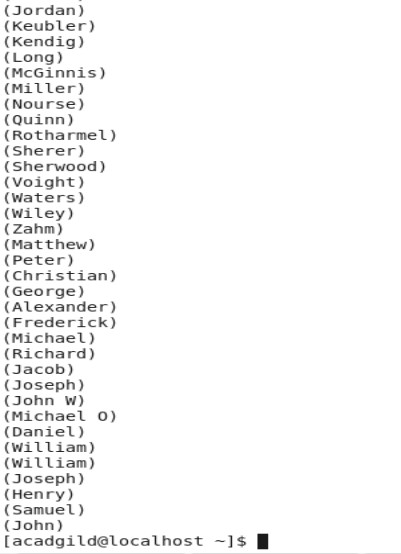 (Jordan)
(Keubler)
(Kendig)
(Long)
(McGinnis)
(Miller)
(Nourse)
(Quinn)
(Rotharmel)
(Sherer)
(Sherwood)
(Voight)
(Waters)
(Wiley)
(Zahm)
(Matthew)
(Peter)
(Christian)
(George)
(Alexander)
(Frederick)
(Michael)
(Richard)
(Jacob)
(Joseph)
(John W)
(Michael O)
(Daniel)
(William)
(William)
(Joseph)
(Henry)
(Samuel)
(John)
[acadgild@localhost ~]$